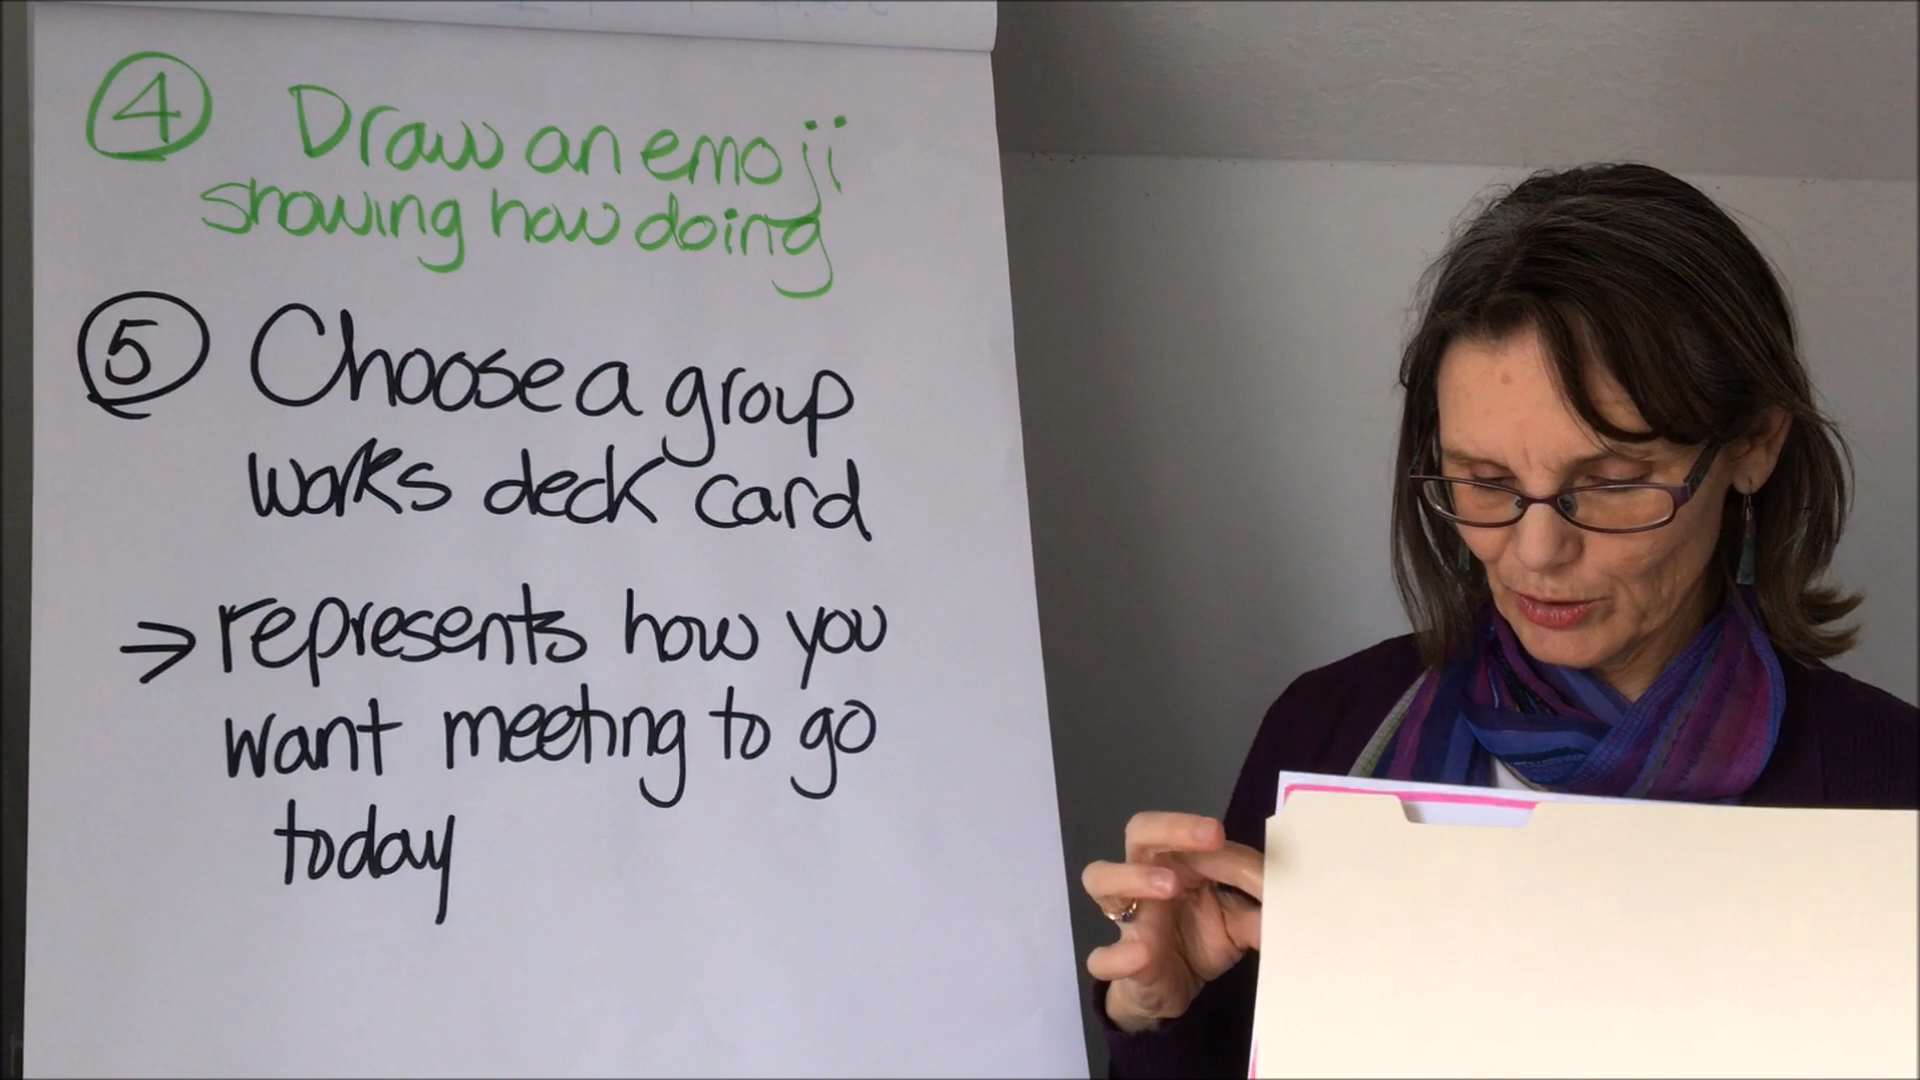 4 Draw an emoji
showing how doing
5 Choose a group
works deck card
→ represents how you
want meeting to go
today